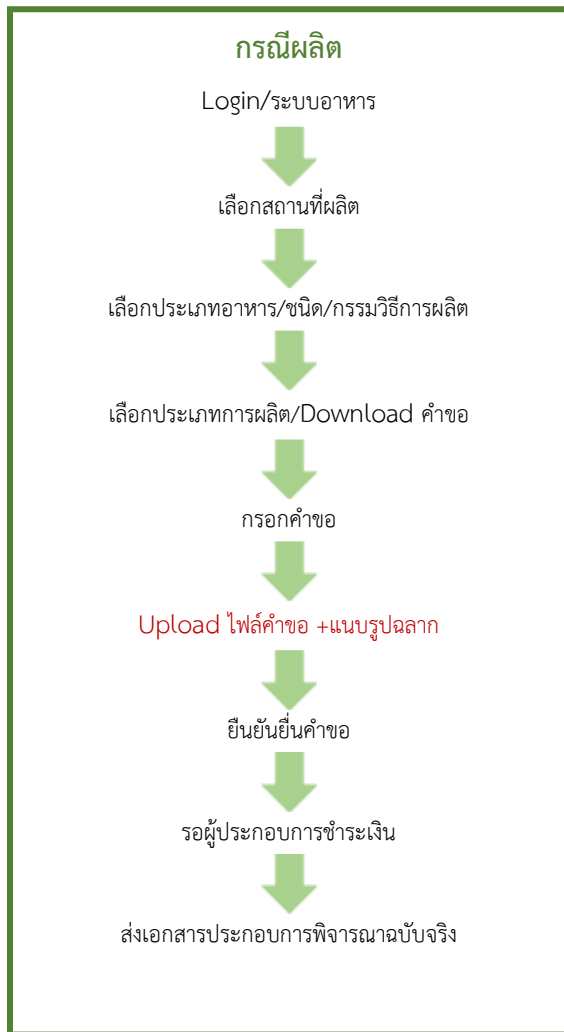 กรณีผลิต
Login/ระบบอาหาร
เลือกสถานที่ผลิต
เลือกประเภทอาหาร/ชนิด/กรรมวิธีการผลิต
เลือกประเภทการผลิต/Download คำขอ
กรอกคำขอ
Upload ไฟล์คำขอ +แนบรูปฉลาก
ยืนยันยื่นคำขอ
รอผู้ประกอบการชำระเงิน
ส่งเอกสารประกอบการพิจารณาฉบับจริง